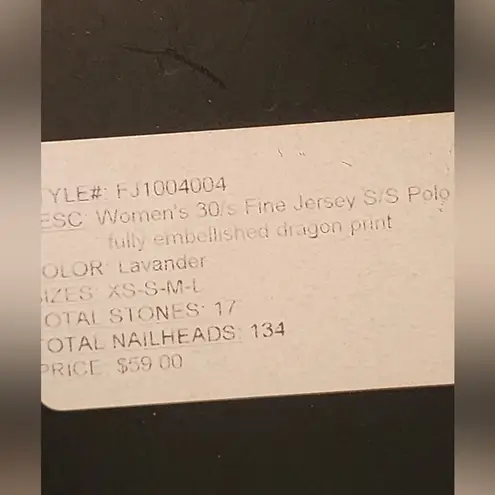 TYLE#: FJ1004004
ESC: Women's 30/s Fine Jersey S/S Polo
fully embellished dragon print
OLOR: Lavander
IZES: XS-S-M-L
OTAL STONES: 17
OTAL NAILHEADS: 134
PRICE: $59.00